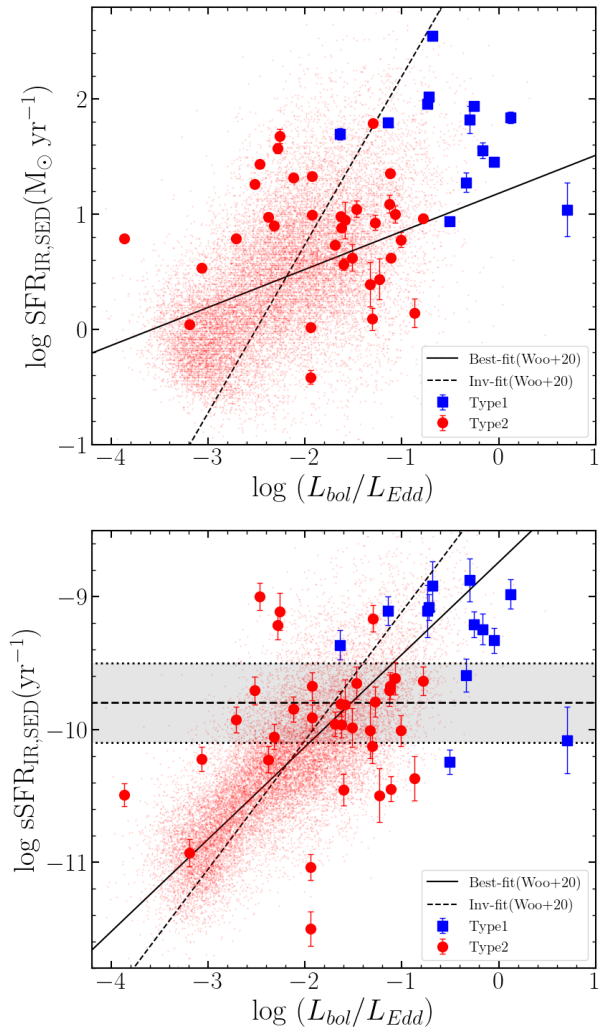 2
1
0
−1
log SFR_IR,SED(M⊙ yr⁻¹)
Best-fit(Woo+20)
Inv-fit(Woo+20)
Type1
Type2
−4 −3 −2 −1 0 1
log (L_bol/L_Edd)
−9
−10
−11
log sSFR_IR,SED(yr⁻¹)
Best-fit(Woo+20)
Inv-fit(Woo+20)
Type1
Type2
−4 −3 −2 −1 0 1
log (L_bol/L_Edd)